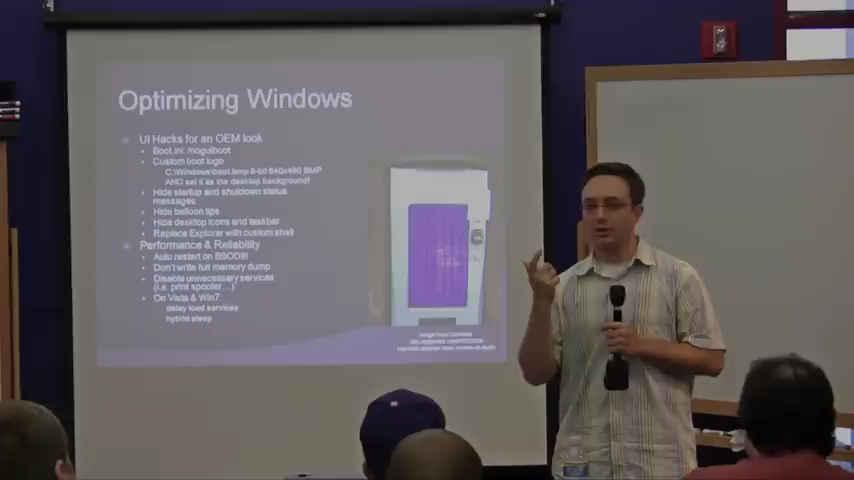 Optimizing Windows
UI Hacks for an OEM look
Boot.ini: /noguiboot
Custom boot logo
C:\Windows\boot.bmp 8-bit 640x480 BMP
AND set it as the desktop background!
Hide startup and shutdown status
messages
Hide balloon tips
Hide desktop icons and taskbar
Replace Explorer with custom shell
Performance & Reliability
Auto restart on BSOD!!!
Don't write full memory dump
Disable unnecessary services
(i.e. print spooler…)
On Vista & Win7:
delay load services
hybrid sleep